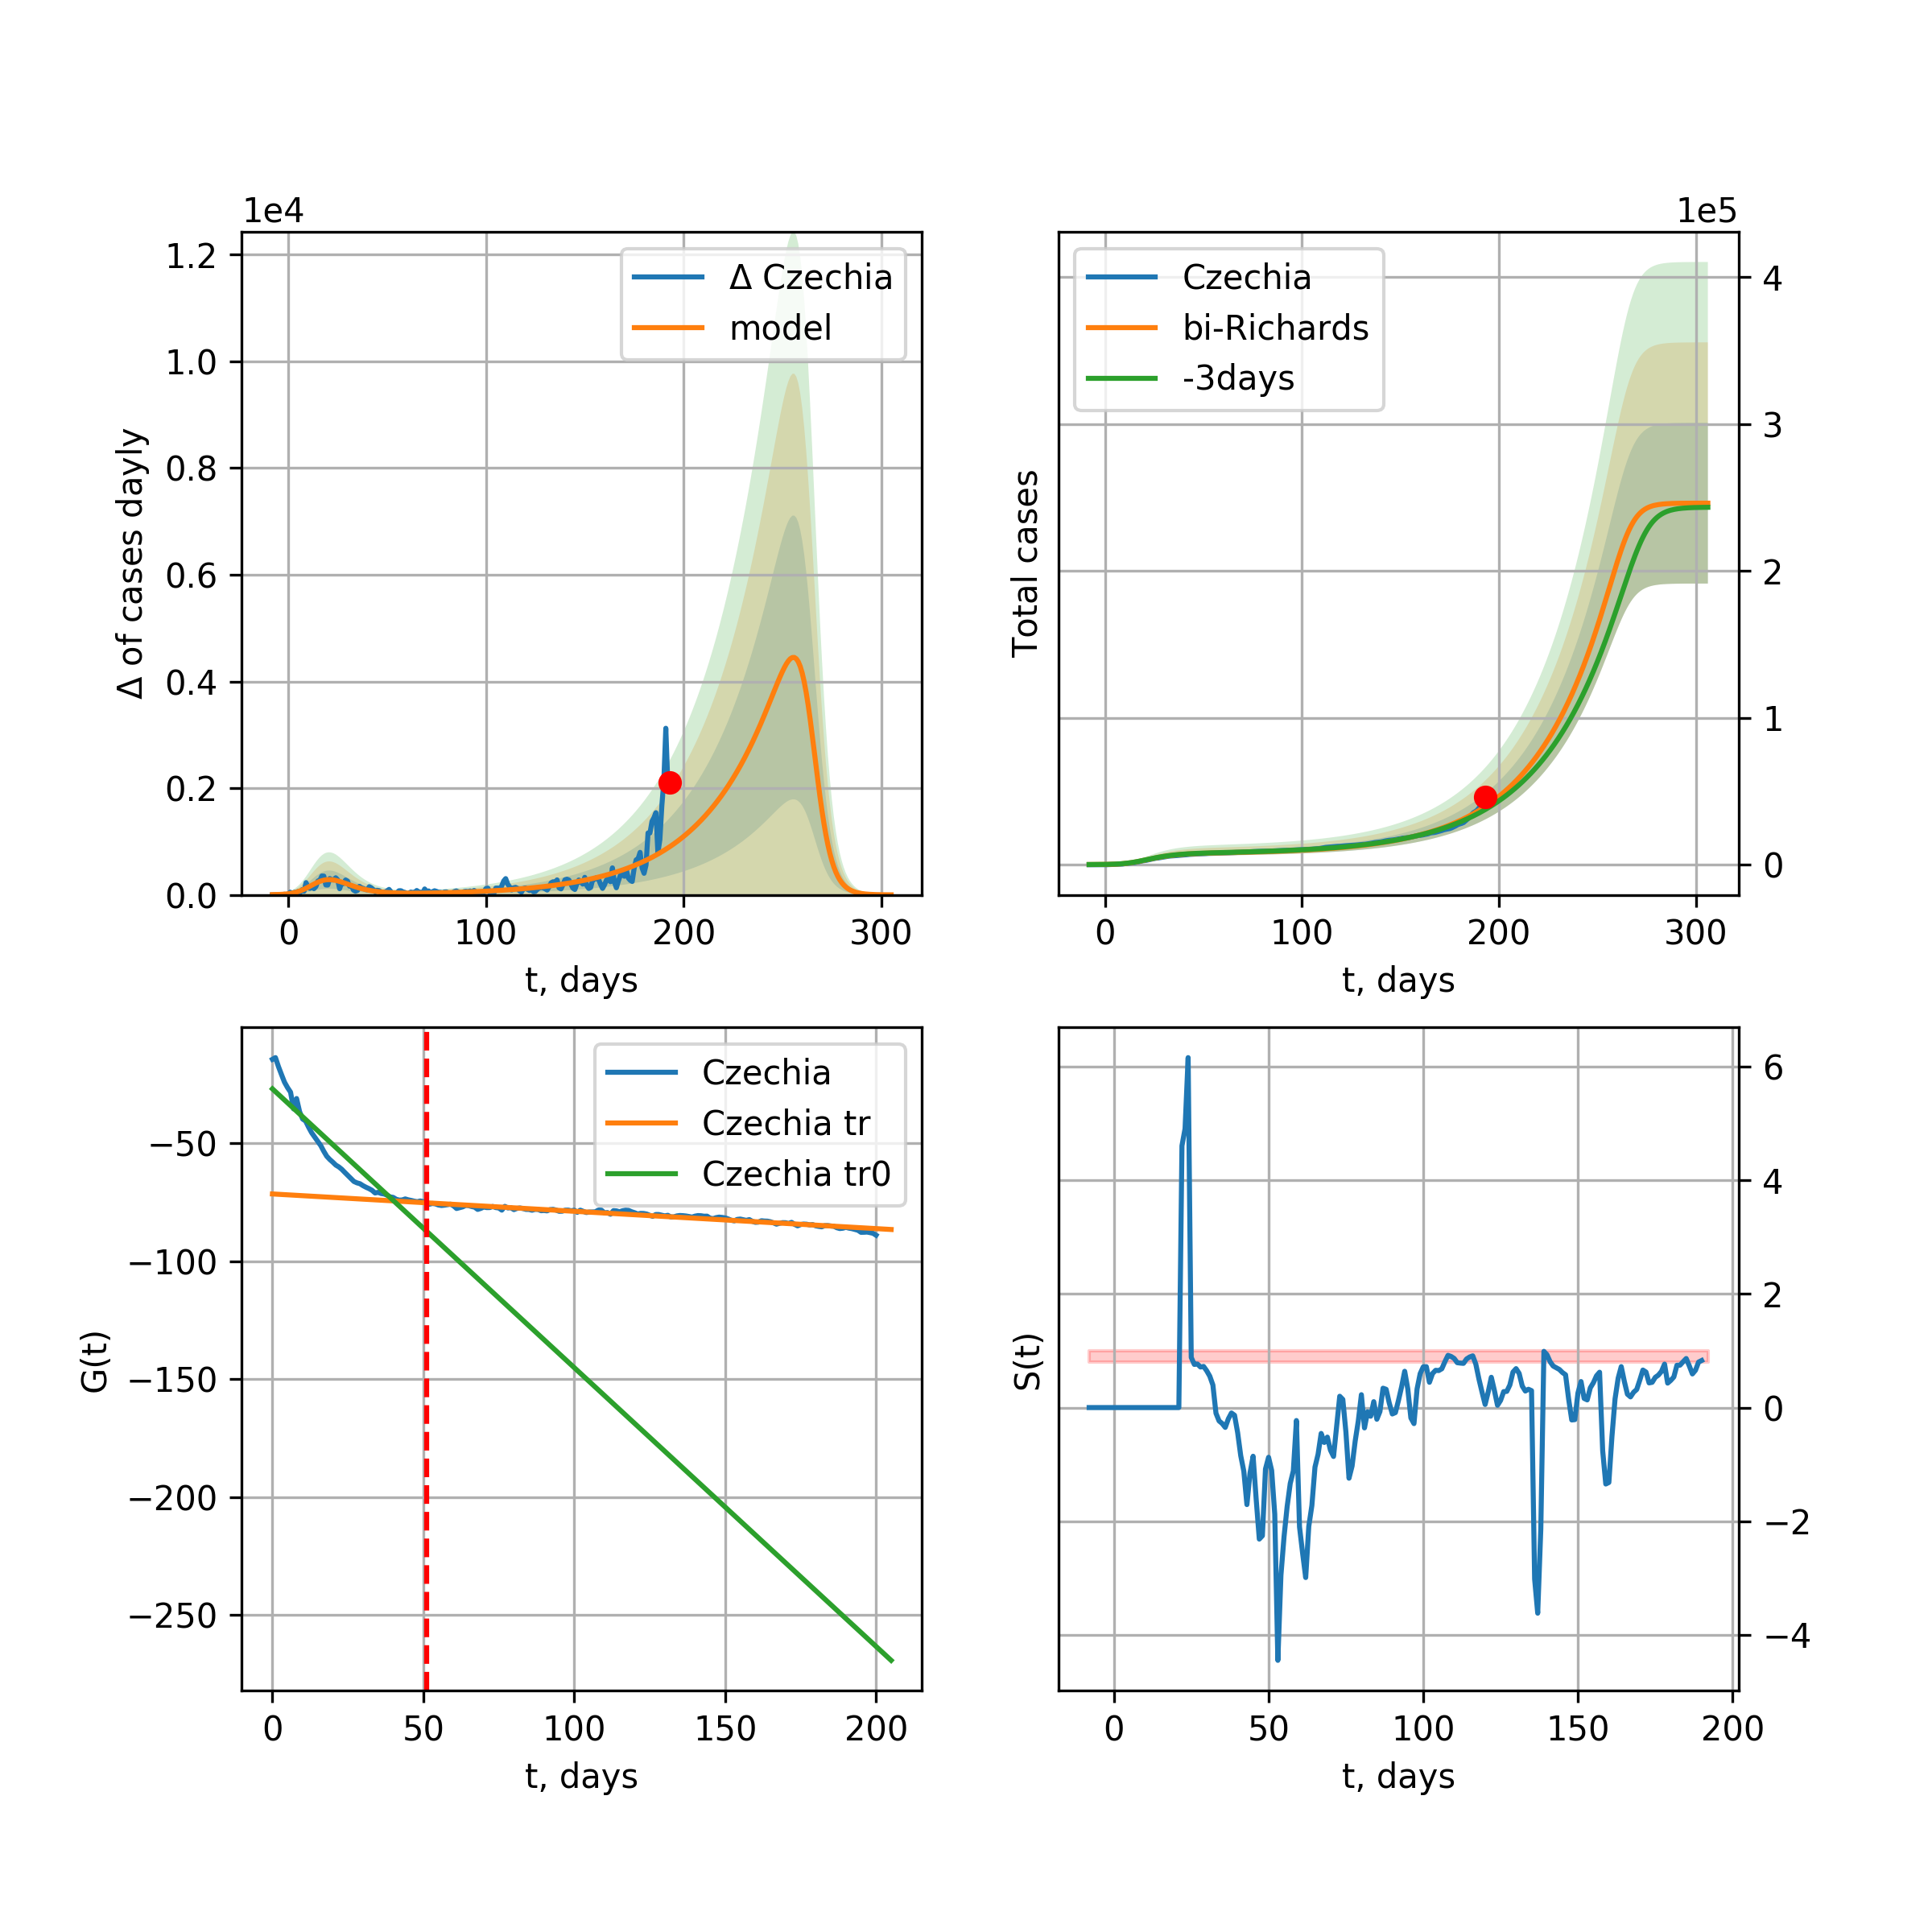 1e4
1.2
1.0
0.8
0.6
0.4
0.2
0.0
Δ of cases dayly
Δ Czechia
model
0 100 200 300
t, days
1e5
Czechia
bi-Richards
-3days
4
3
2
1
0
Total cases
0 100 200 300
t, days
−50
−100
−150
−200
−250
G(t)
Czechia
Czechia tr
Czechia tr0
0 50 100 150 200
t, days
6
4
2
0
−2
−4
S(t)
0 50 100 150 200
t, days